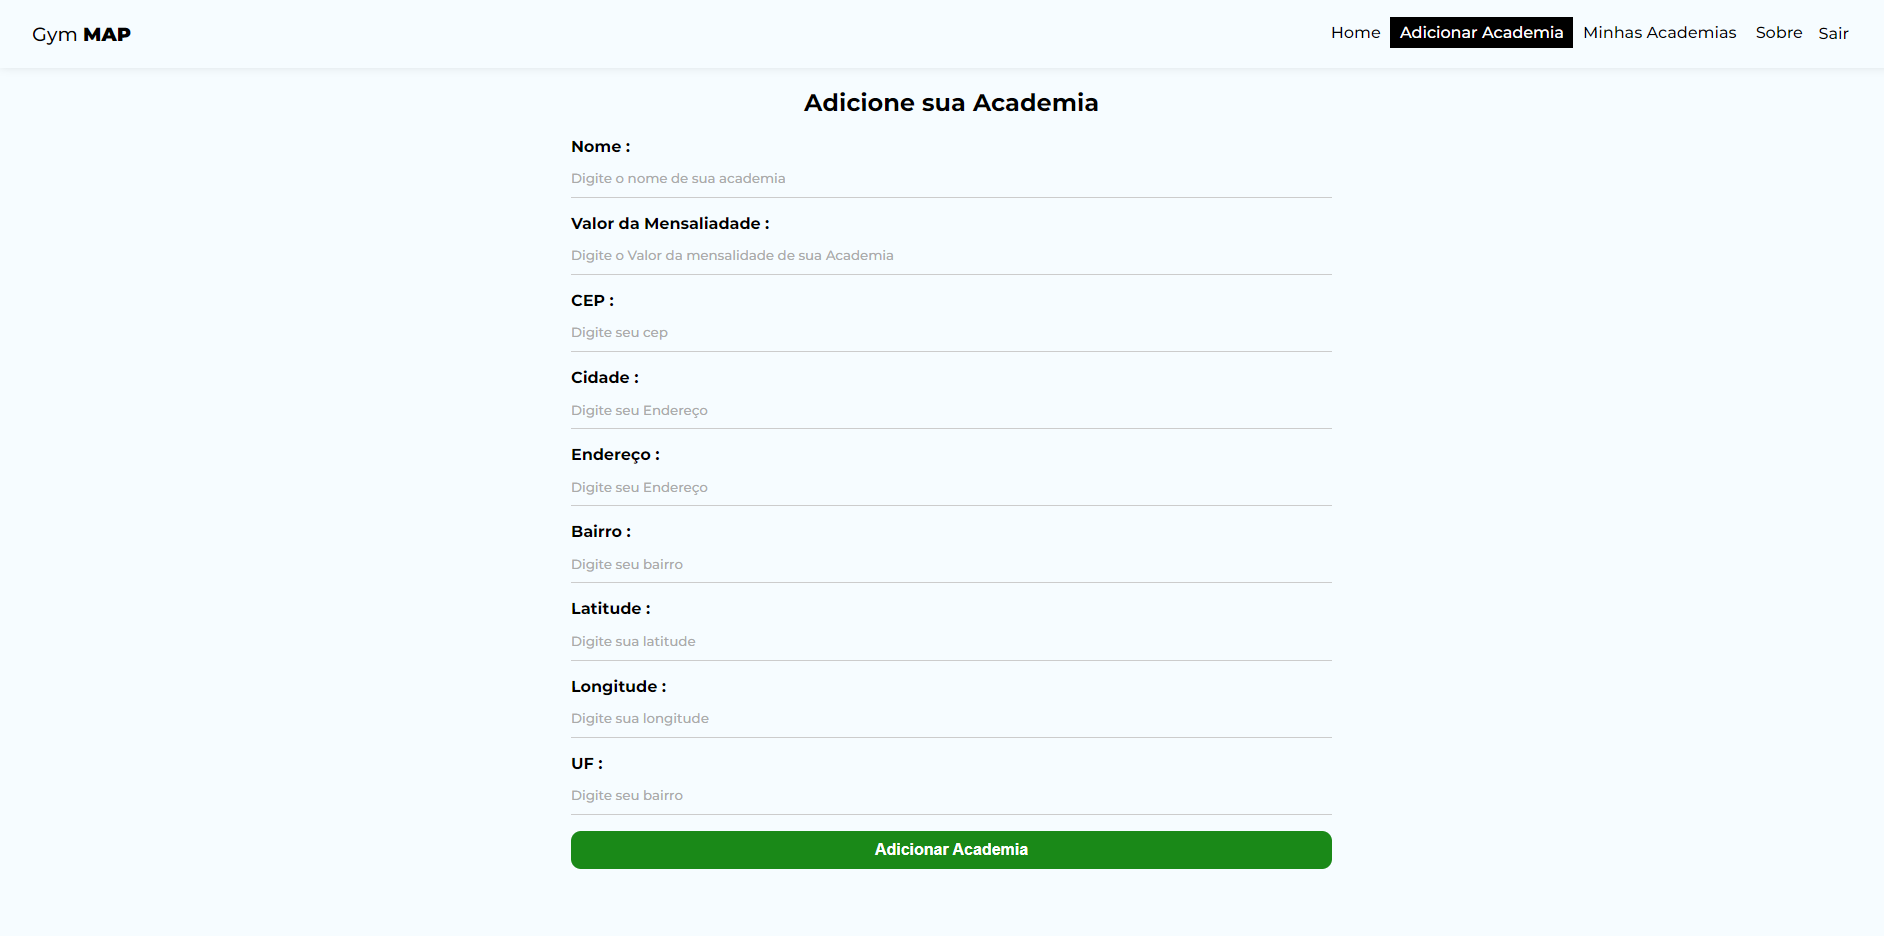 Gym MAP
Home Adicionar Academia Minhas Academias Sobre Sair
Adicione sua Academia
Nome :
Digite o nome de sua academia
Valor da Mensaliadade :
Digite o Valor da mensalidade de sua Academia
CEP :
Digite seu cep
Cidade :
Digite seu Endereço
Endereço :
Digite seu Endereço
Bairro :
Digite seu bairro
Latitude :
Digite sua latitude
Longitude :
Digite sua longitude
UF :
Digite seu bairro
Adicionar Academia